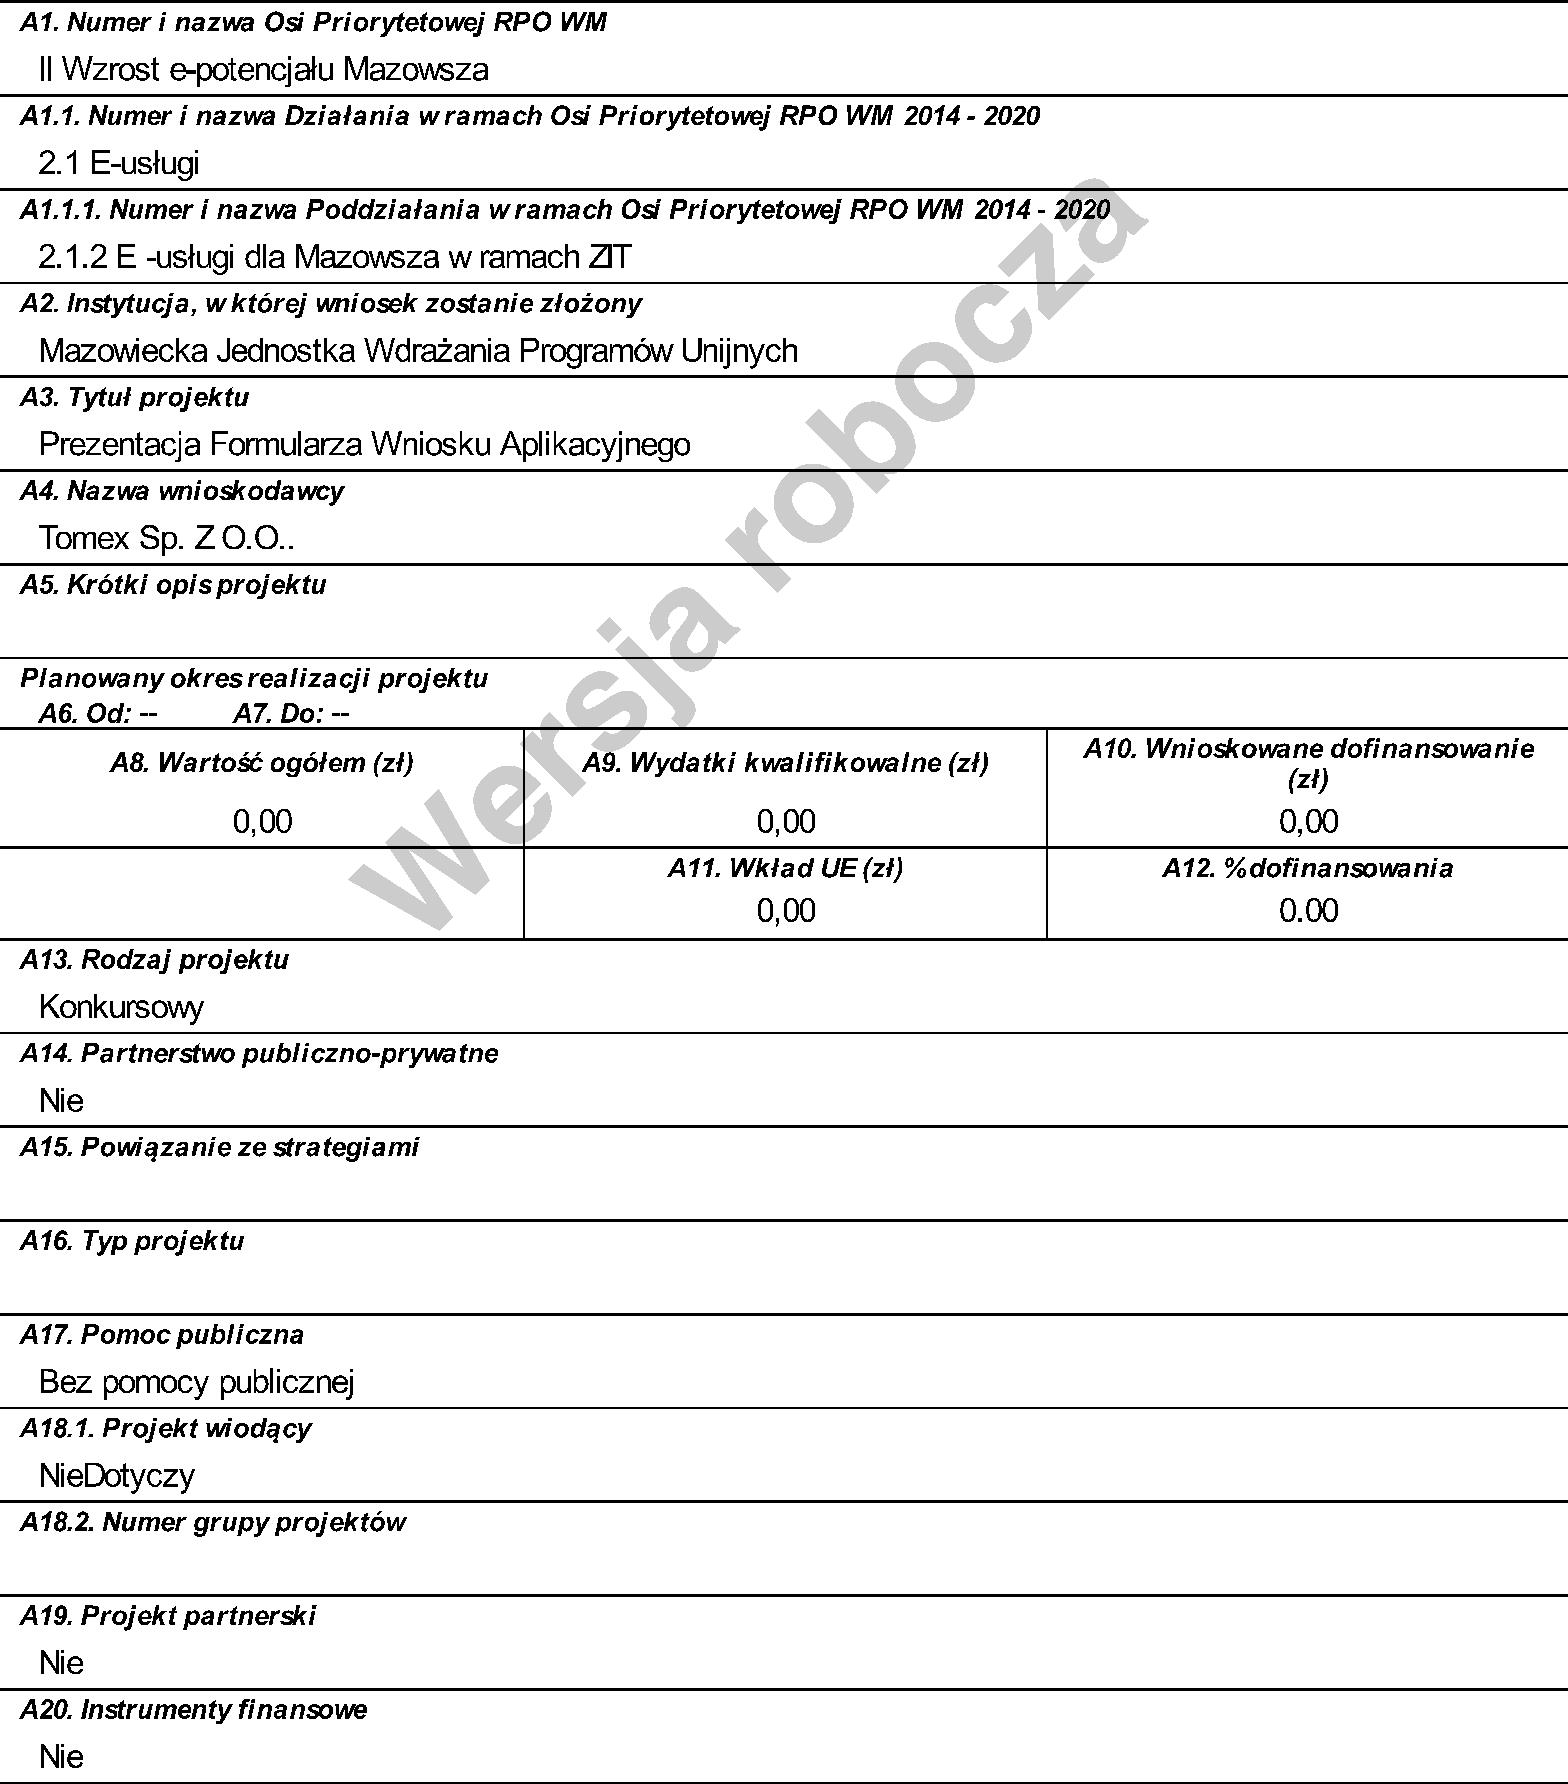 A1. Numer i nazwa Osi Priorytetowej RPO WM
II Wzrost e-potencjału Mazowsza
A1.1. Numer i nazwa Działania w ramach Osi Priorytetowej RPO WM 2014 - 2020
2.1 E-usługi
A1.1.1. Numer i nazwa Poddziałania w ramach Osi Priorytetowej RPO WM 2014 - 2020
2.1.2 E -usługi dla Mazowsza w ramach ZIT
A2. Instytucja, w której wniosek zostanie złożony
Mazowiecka Jednostka Wdrażania Programów Unijnych
A3. Tytuł projektu
Prezentacja Formularza Wniosku Aplikacyjnego
A4. Nazwa wnioskodawcy
Tomex Sp. Z O.O..
A5. Krótki opis projektu
Planowany okres realizacji projektu
A6. Od: -- A7. Do: --
A8. Wartość ogółem (zł) A9. Wydatki kwalifikowalne (zł) A10. Wnioskowane dofinansowanie
(zł)
0,00 0,00 0,00
A11. Wkład UE (zł) A12. % dofinansowania
0,00 0.00
A13. Rodzaj projektu
Konkursowy
A14. Partnerstwo publiczno-prywatne
Nie
A15. Powiązanie ze strategiami
A16. Typ projektu
A17. Pomoc publiczna
Bez pomocy publicznej
A18.1. Projekt wiodący
NieDotyczy
A18.2. Numer grupy projektów
A19. Projekt partnerski
Nie
A20. Instrumenty finansowe
Nie
Wersja robocza